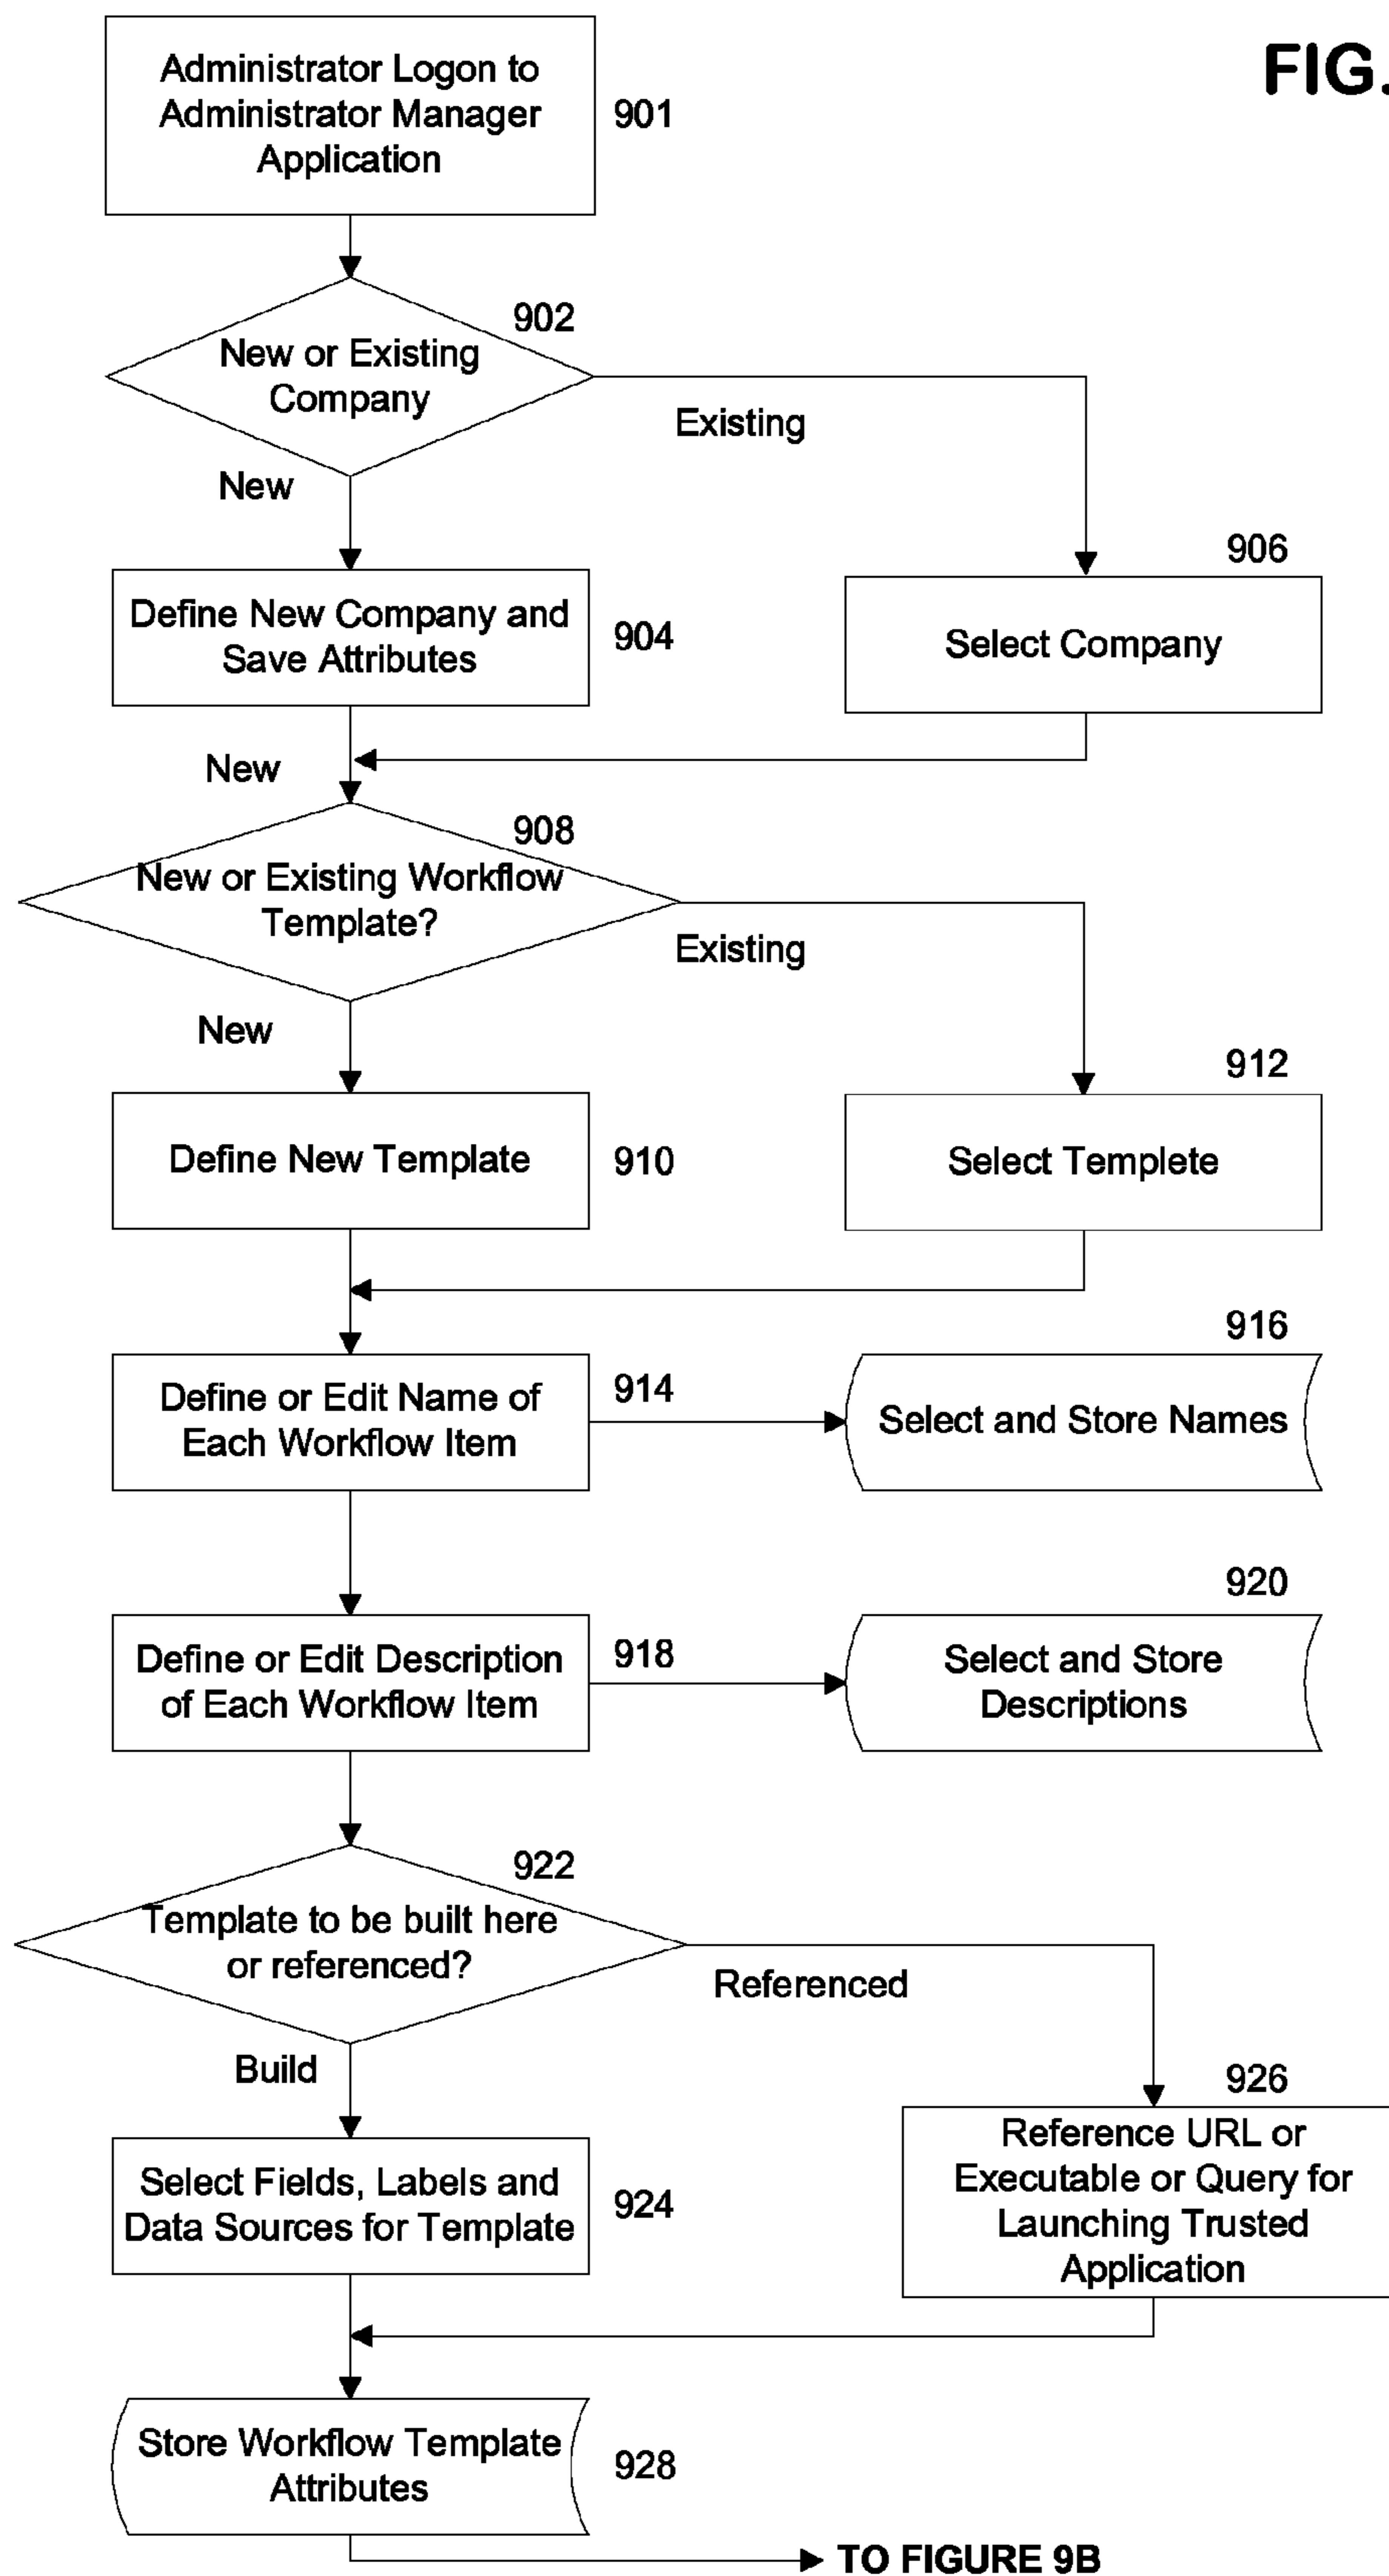 FIG.
Administrator Logon to
Administrator Manager
Application
901
902
New or Existing
Company
Existing
New
906
Define New Company and
Save Attributes
904
Select Company
New
908
New or Existing Workflow
Template?
Existing
New
912
Define New Template
910
Select Templete
916
Define or Edit Name of
Each Workflow Item
914
Select and Store Names
920
Define or Edit Description
of Each Workflow Item
918
Select and Store
Descriptions
922
Template to be built here
or referenced?
Referenced
Build
926
Reference URL or
Executable or Query for
Launching Trusted
Application
Select Fields, Labels and
Data Sources for Template
924
Store Workflow Template
Attributes
928
TO FIGURE 9B